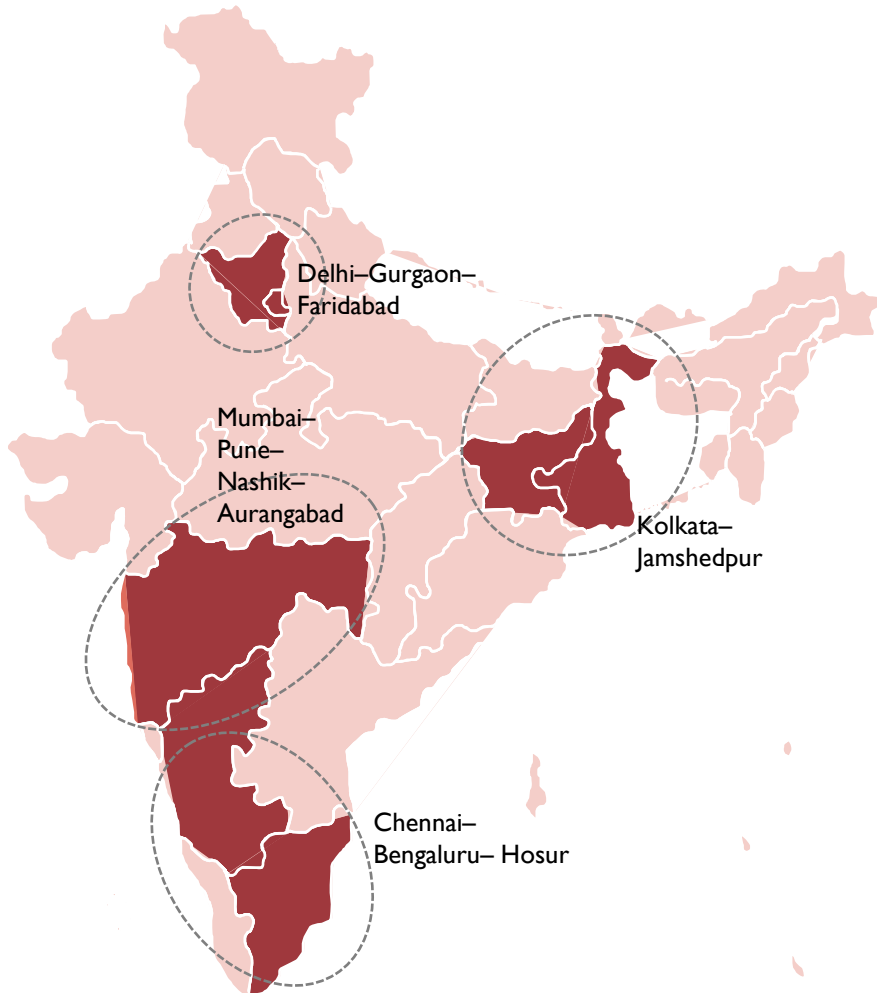 Delhi–Gurgaon–
Faridabad
Mumbai–
Pune–
Nashik–
Aurangabad
Kolkata–
Jamshedpur
Chennai–
Bengaluru– Hosur